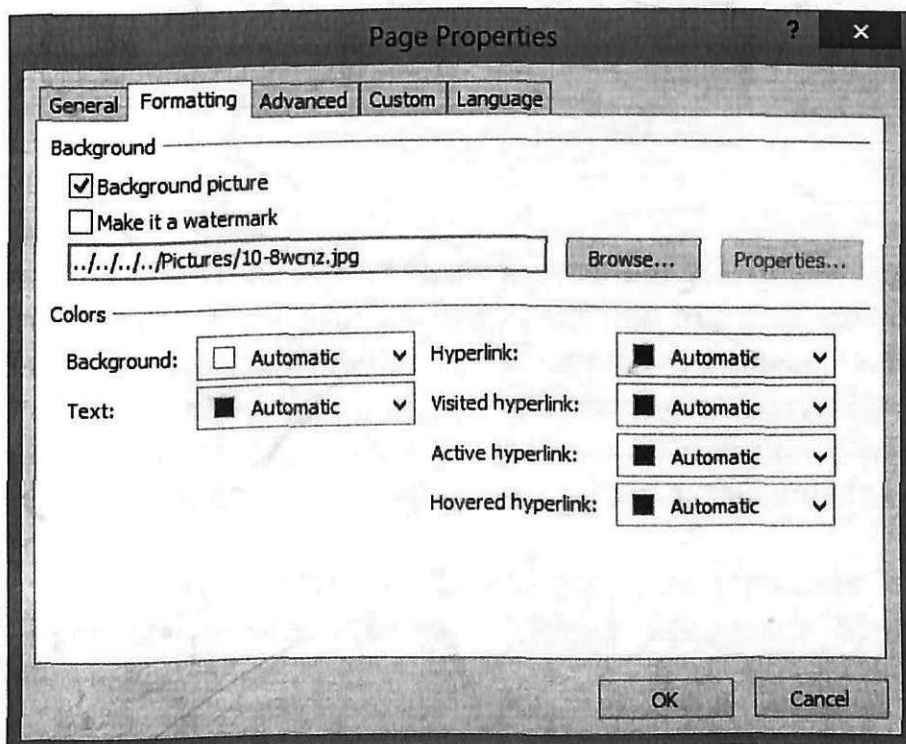 Page Properties ? ×
General Formatting Advanced Custom Language
Background
Background picture
Make it a watermark
../../../../Pictures/10-8wcnz.jpg Browse... Properties...
Colors
Background: Automatic Hyperlink: Automatic
Text: Automatic Visited hyperlink: Automatic
Active hyperlink: Automatic
Hovered hyperlink: Automatic
OK Cancel